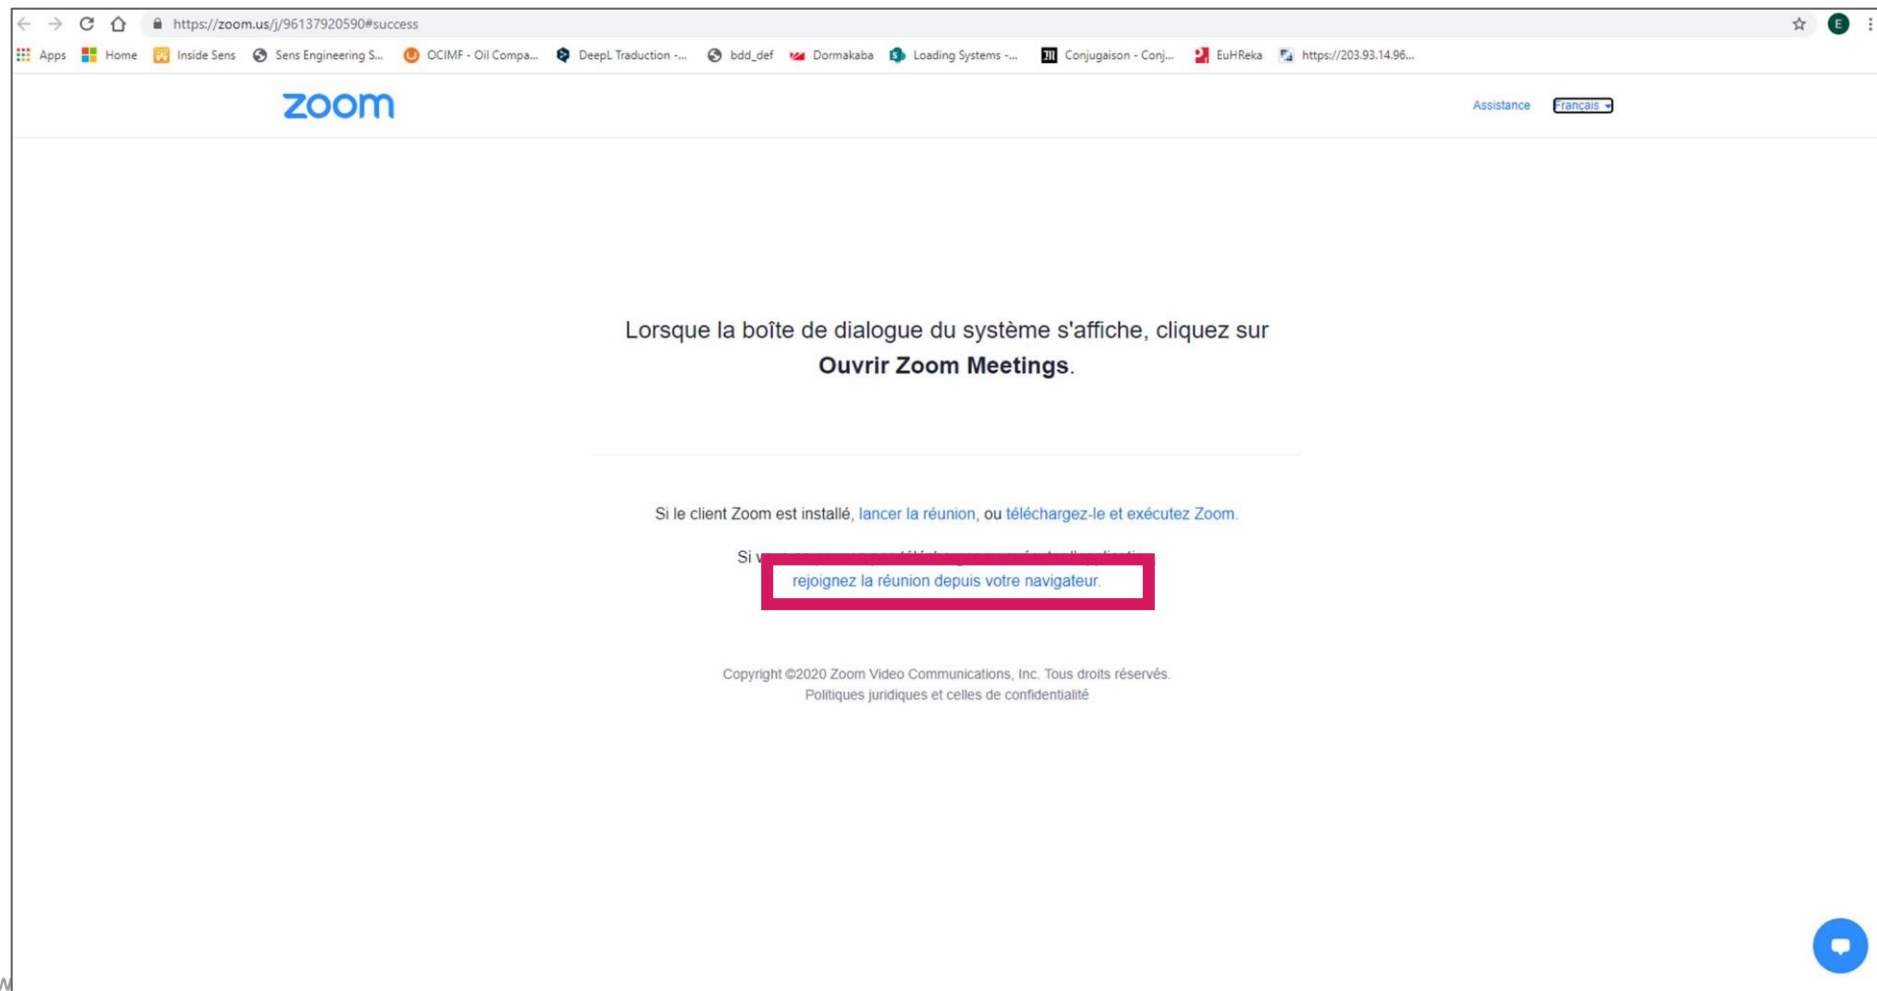 https://zoom.us/j/96137920590#success
E
Apps Home Inside Sens Sens Engineering S... OCIMF - Oil Compa... DeepL Traduction -... bdd_def Dormakaba Loading Systems -... Conjugaison - Conj... EuHReka https://203.93.14.96...
zoom
Assistance Français
Lorsque la boîte de dialogue du système s'affiche, cliquez sur
Ouvrir Zoom Meetings.
Si le client Zoom est installé, lancer la réunion, ou téléchargez-le et exécutez Zoom.
Si
rejoignez la réunion depuis votre navigateur.
Copyright ©2020 Zoom Video Communications, Inc. Tous droits réservés.
Politiques juridiques et celles de confidentialité